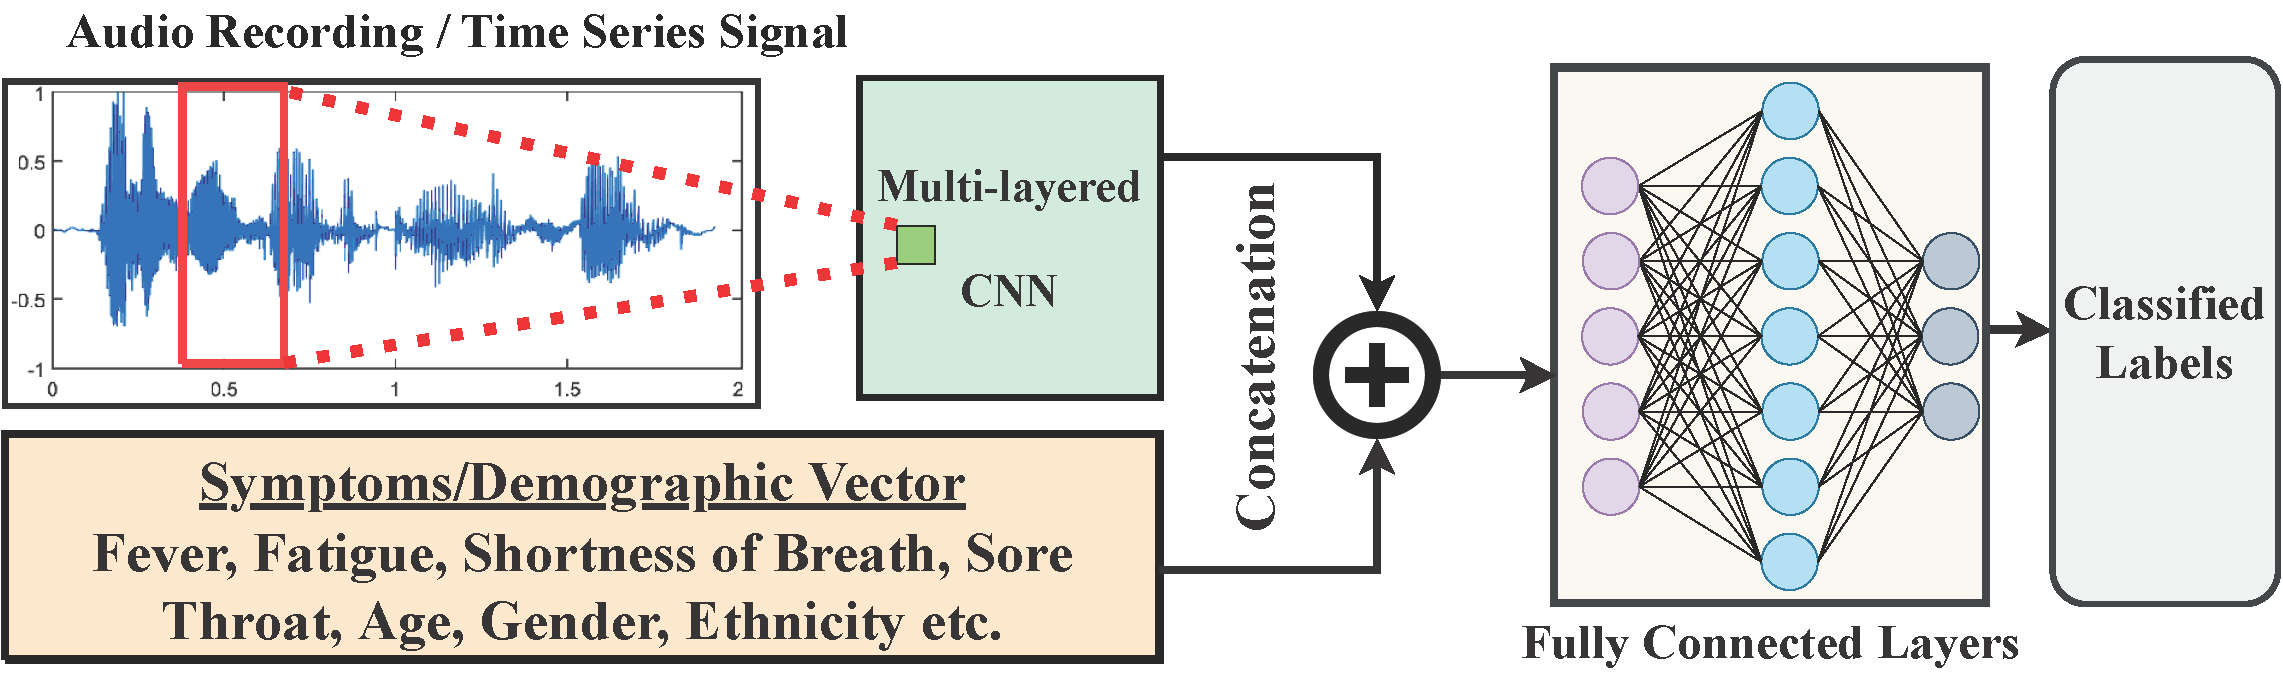 Audio Recording / Time Series Signal
1
0.5
0
-0.5
-1
0 0.5 1 1.5 2
Multi-layered
CNN
Symptoms/Demographic Vector
Fever, Fatigue, Shortness of Breath, Sore
Throat, Age, Gender, Ethnicity etc.
Concatenation
Fully Connected Layers
Classified
Labels